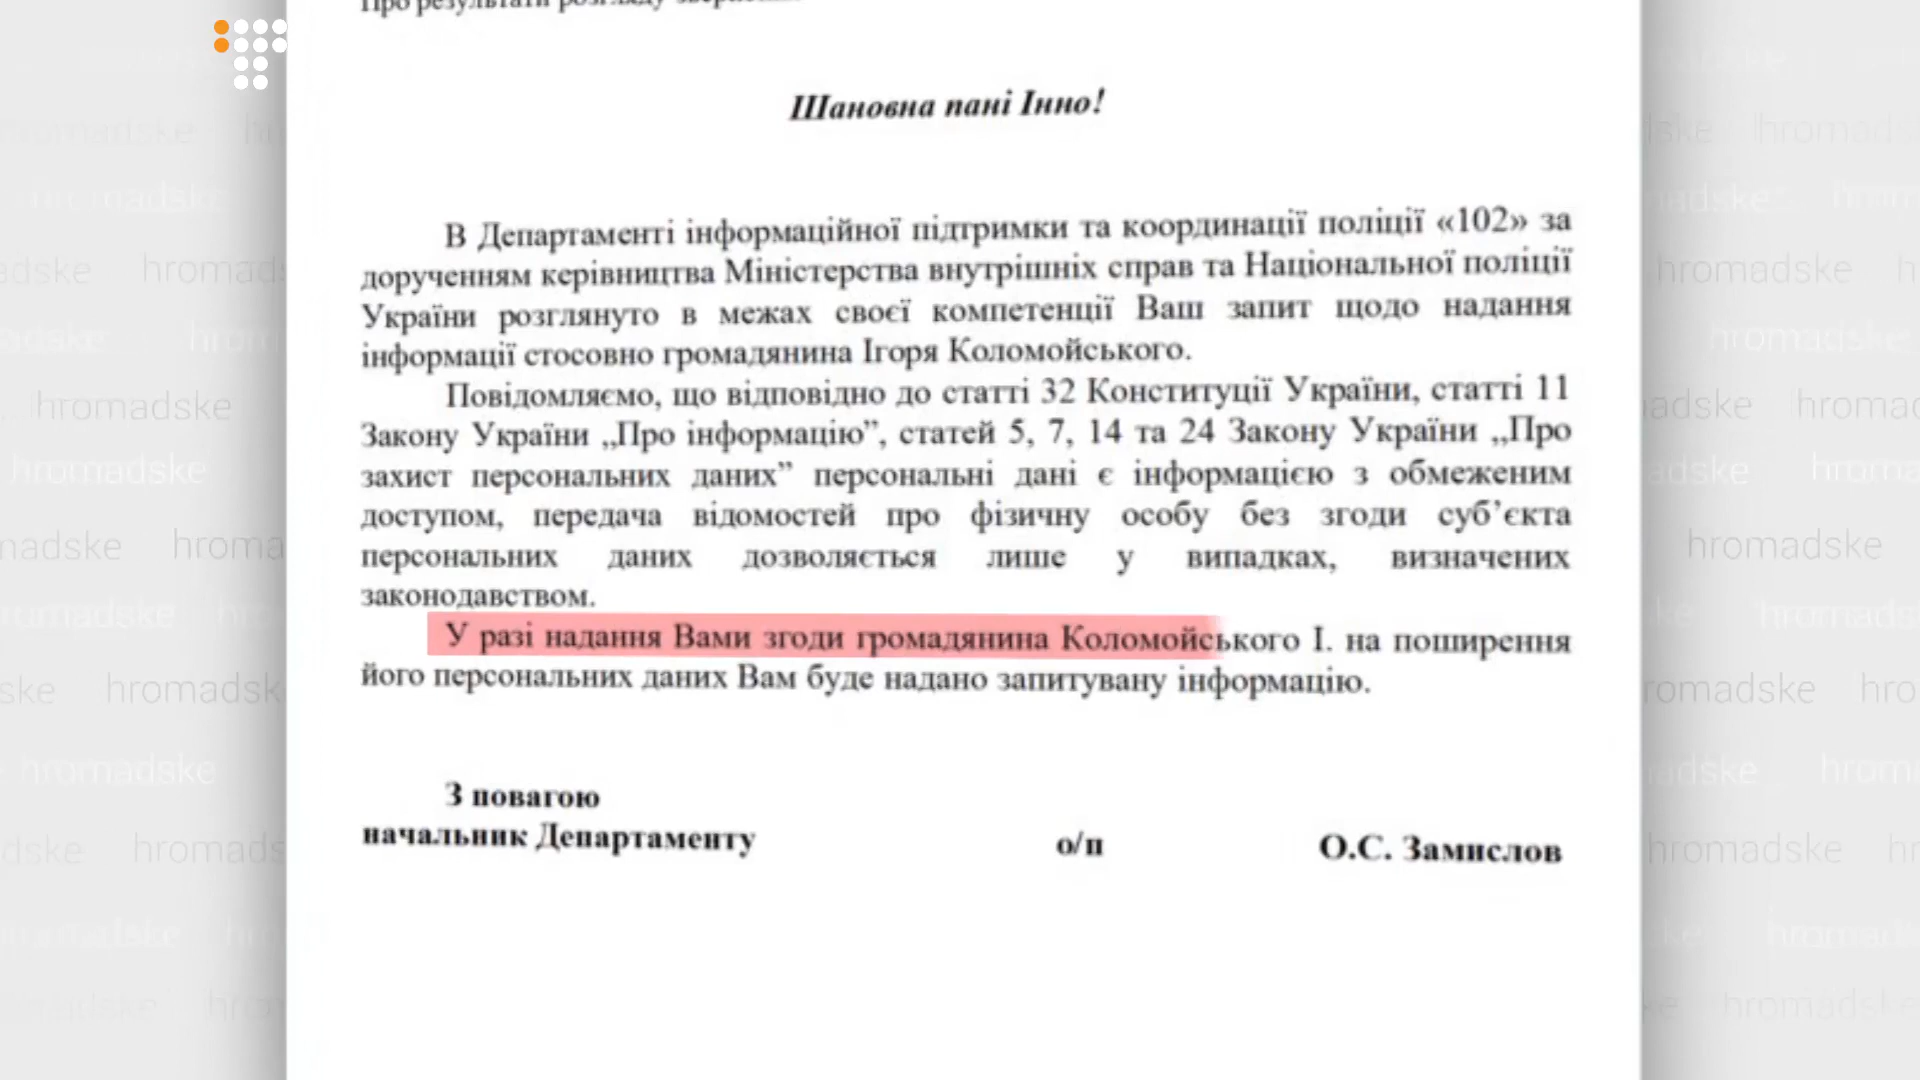 Про результати розгляду
Шановна пані Інно!
В Департаменті інформаційної підтримки та координації поліції «102» за
дорученням керівництва Міністерства внутрішніх справ та Національної поліції
України розглянуто в межах своєї компетенції Ваш запит щодо надання
інформації стосовно громадянина Ігоря Коломойського.
Повідомляємо, що відповідно до статті 32 Конституції України, статті 11
Закону України „Про інформацію”, статей 5, 7, 14 та 24 Закону України „Про
захист персональних даних” персональні дані є інформацією з обмеженим
доступом, передача відомостей про фізичну особу без згоди суб’єкта
персональних даних дозволяється лише у випадках, визначених
законодавством.
У разі надання Вами згоди громадянина Коломойського І. на поширення
його персональних даних Вам буде надано запитувану інформацію.
З повагою
начальник Департаменту о/п О.С. Замислов